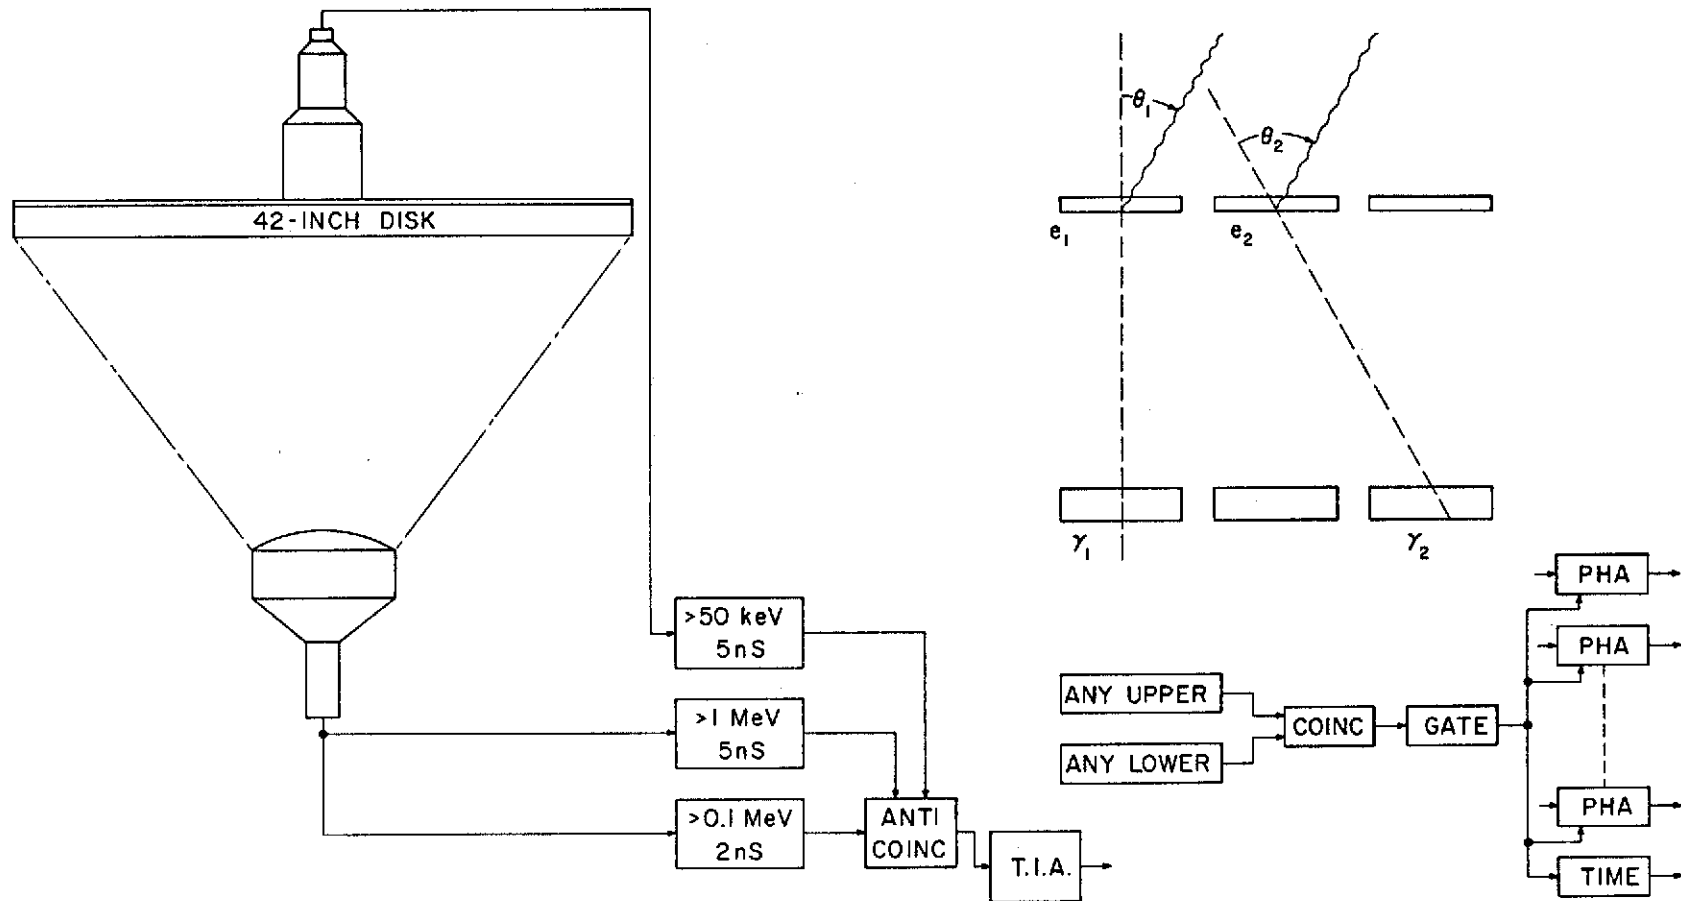 42-INCH DISK
>50 keV
5nS
>1 MeV
5nS
>0.1 MeV
2nS
ANTI
COINC
T.I.A.
θ₁
θ₂
e₁
e₂
γ₁
γ₂
ANY UPPER
ANY LOWER
COINC
GATE
PHA
PHA
PHA
TIME